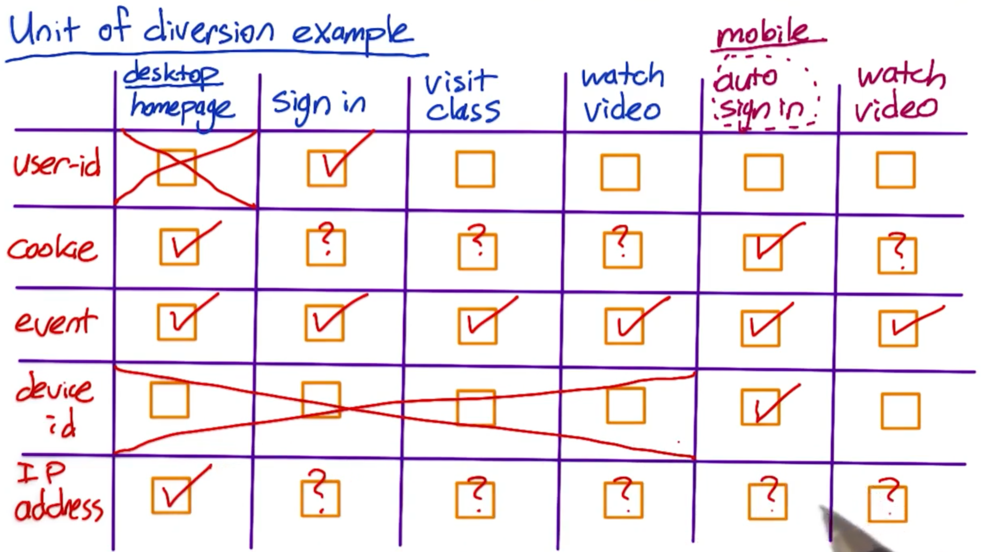 Unit of diversion example
mobile
desktop
homepage
sign in
visit
class
watch
video
auto
sign in
watch
video
user-id
cookie
? ? ? ?
event
device
id
IP
address
? ? ? ? ?